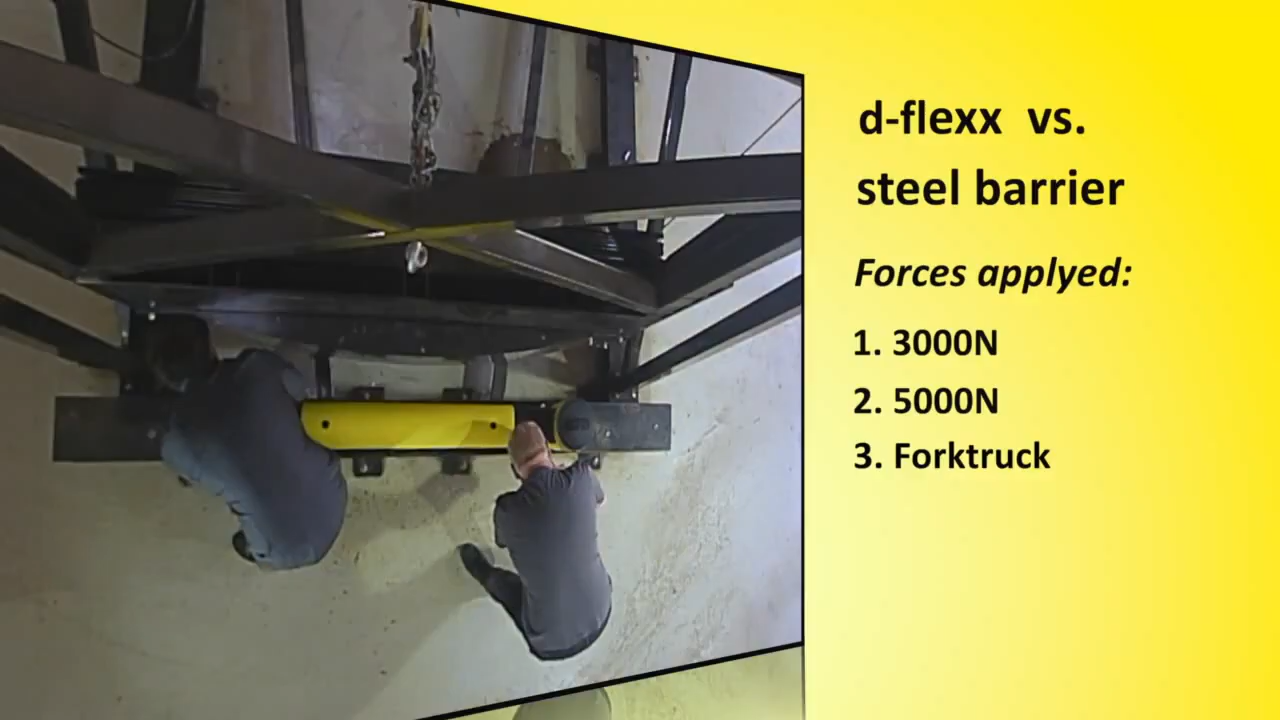 d-flexx vs.
steel barrier
Forces applyed:
1. 3000N
2. 5000N
3. Forktruck